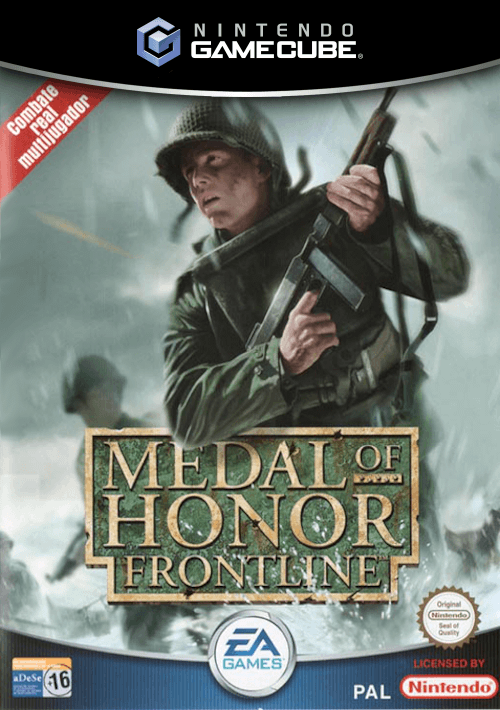 NINTENDO
GAMECUBE®
Combate
real
multijugador
MEDAL OF
HONOR
FRONTLINE
EA
GAMES
Original
Nintendo
Seal of
Quality
LICENSED BY
aDeSe +16
PAL Nintendo